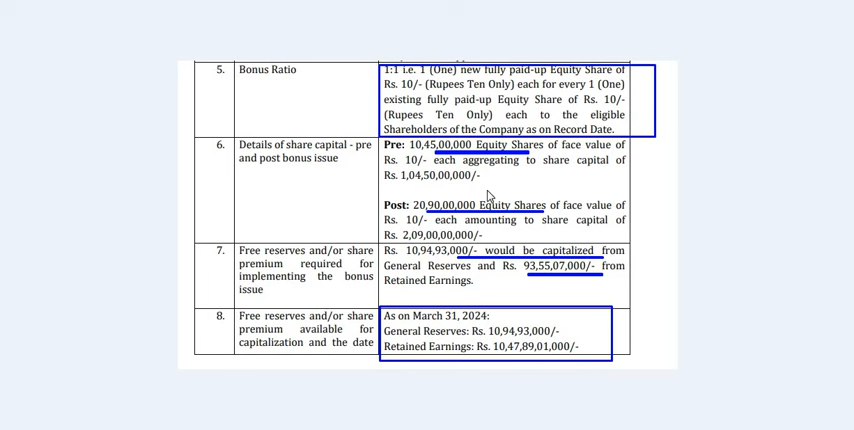 5. Bonus Ratio 1:1 i.e. 1 (One) new fully paid-up Equity Share of
Rs. 10/- (Rupees Ten Only) each for every 1 (One)
existing fully paid-up Equity Share of Rs. 10/-
(Rupees Ten Only) each to the eligible
Shareholders of the Company as on Record Date.
6. Details of share capital - pre
and post bonus issue
Pre: 10,45,00,000 Equity Shares of face value of
Rs. 10/- each aggregating to share capital of
Rs. 1,04,50,00,000/-
Post: 20,90,00,000 Equity Shares of face value of
Rs. 10/- each amounting to share capital of
Rs. 2,09,00,00,000/-
7. Free reserves and/or share
premium required for
implementing the bonus
issue
Rs. 10,94,93,000/- would be capitalized from
General Reserves and Rs. 93,55,07,000/- from
Retained Earnings.
8. Free reserves and/or share
premium available for
capitalization and the date
As on March 31, 2024:
General Reserves: Rs. 10,94,93,000/-
Retained Earnings: Rs. 10,47,89,01,000/-